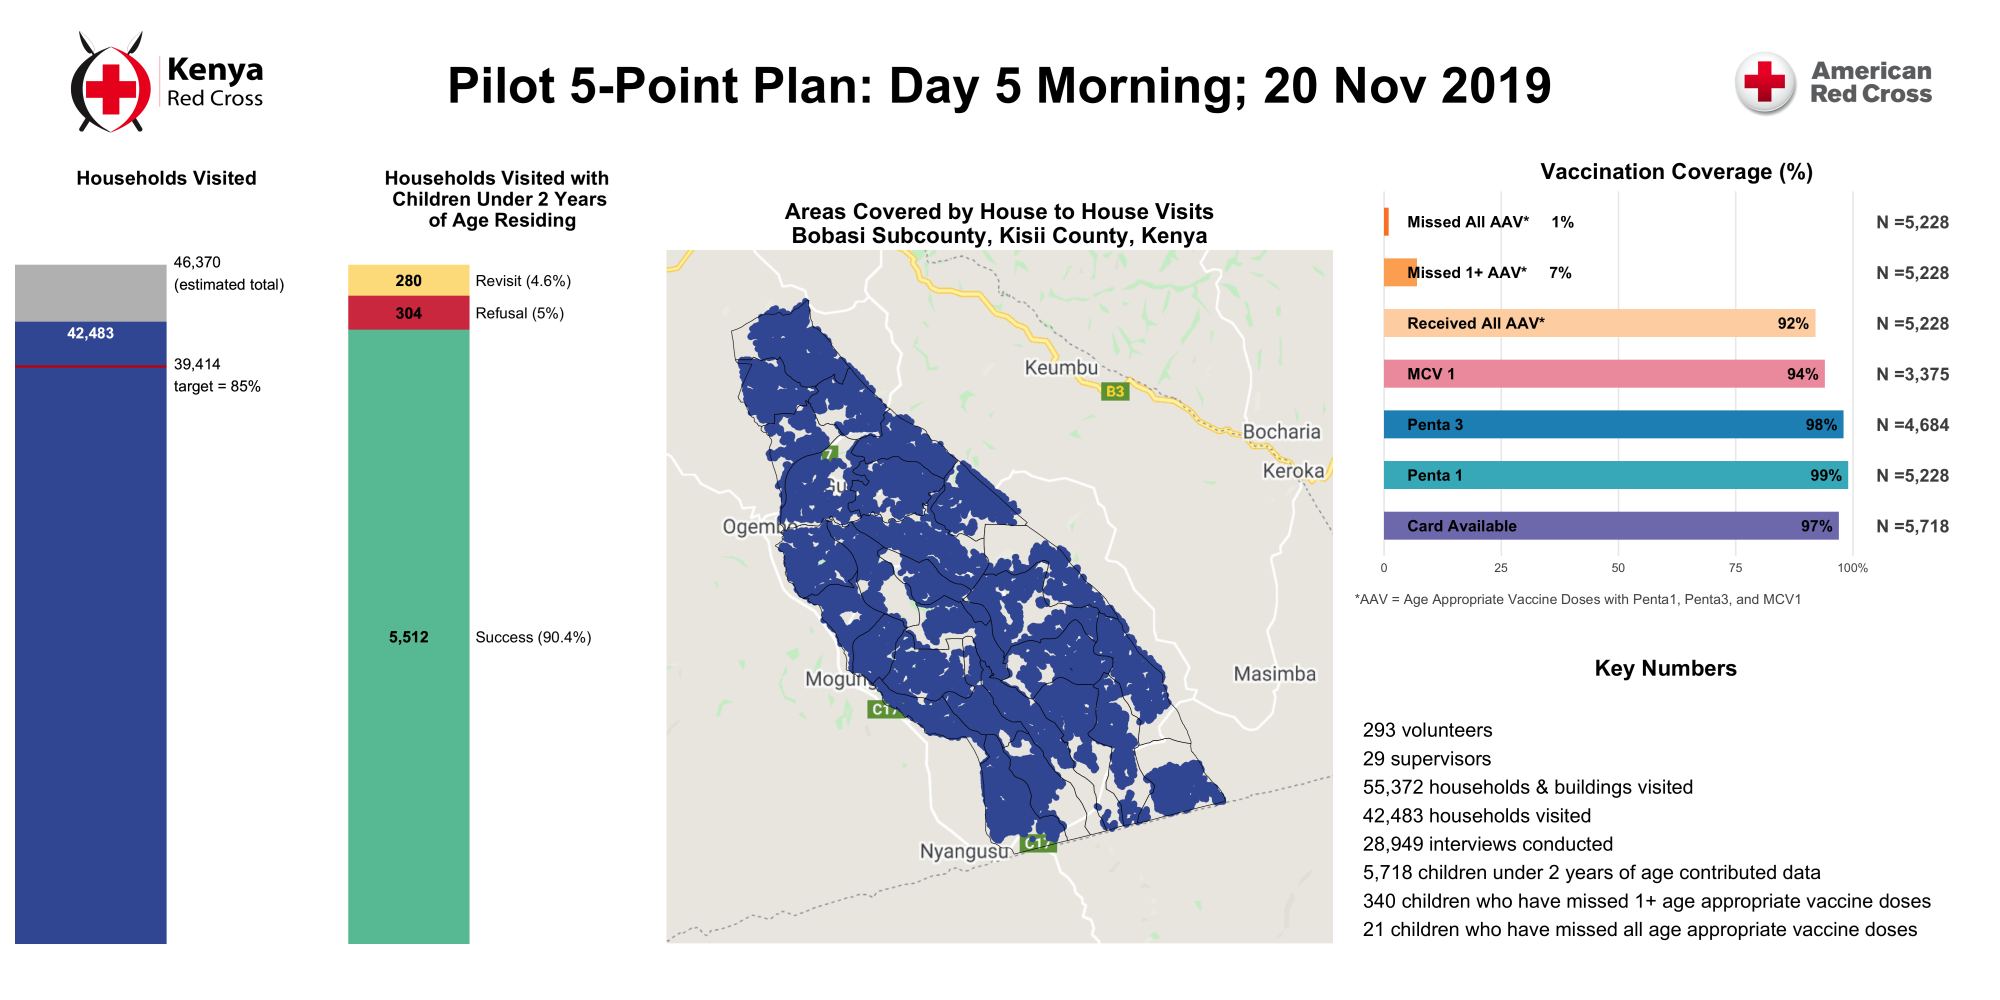 Kenya
Red Cross
Pilot 5-Point Plan: Day 5 Morning; 20 Nov 2019
American
Red Cross
Households Visited
46,370
(estimated total)
42,483
39,414
target = 85%
Households Visited with
Children Under 2 Years
of Age Residing
280
Revisit (4.6%)
304
Refusal (5%)
5,512
Success (90.4%)
Areas Covered by House to House Visits
Bobasi Subcounty, Kisii County, Kenya
Keumbu
B3
Bocharia
Keroka
7
Ogembo
Masimba
C17
Nyangusu
C17
Vaccination Coverage (%)
Missed All AAV* 1% N =5,228
Missed 1+ AAV* 7% N =5,228
Received All AAV* 92% N =5,228
MCV 1 94% N =3,375
Penta 3 98% N =4,684
Penta 1 99% N =5,228
Card Available 97% N =5,718
0 25 50 75 100%
*AAV = Age Appropriate Vaccine Doses with Penta1, Penta3, and MCV1
Key Numbers
293 volunteers
29 supervisors
55,372 households & buildings visited
42,483 households visited
28,949 interviews conducted
5,718 children under 2 years of age contributed data
340 children who have missed 1+ age appropriate vaccine doses
21 children who have missed all age appropriate vaccine doses